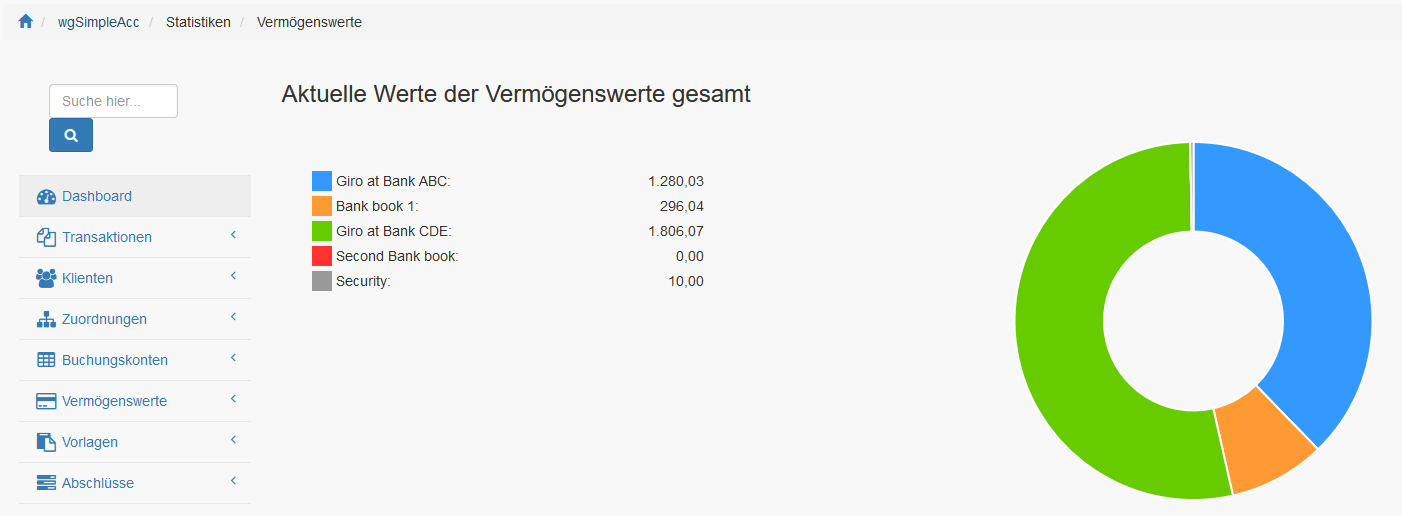 / wgSimpleAcc / Statistiken / Vermögenswerte
Suche hier...
Dashboard
Transaktionen
Klienten
Zuordnungen
Buchungskonten
Vermögenswerte
Vorlagen
Abschlüsse
Aktuelle Werte der Vermögenswerte gesamt
Giro at Bank ABC: 1.280,03
Bank book 1: 296,04
Giro at Bank CDE: 1.806,07
Second Bank book: 0,00
Security: 10,00